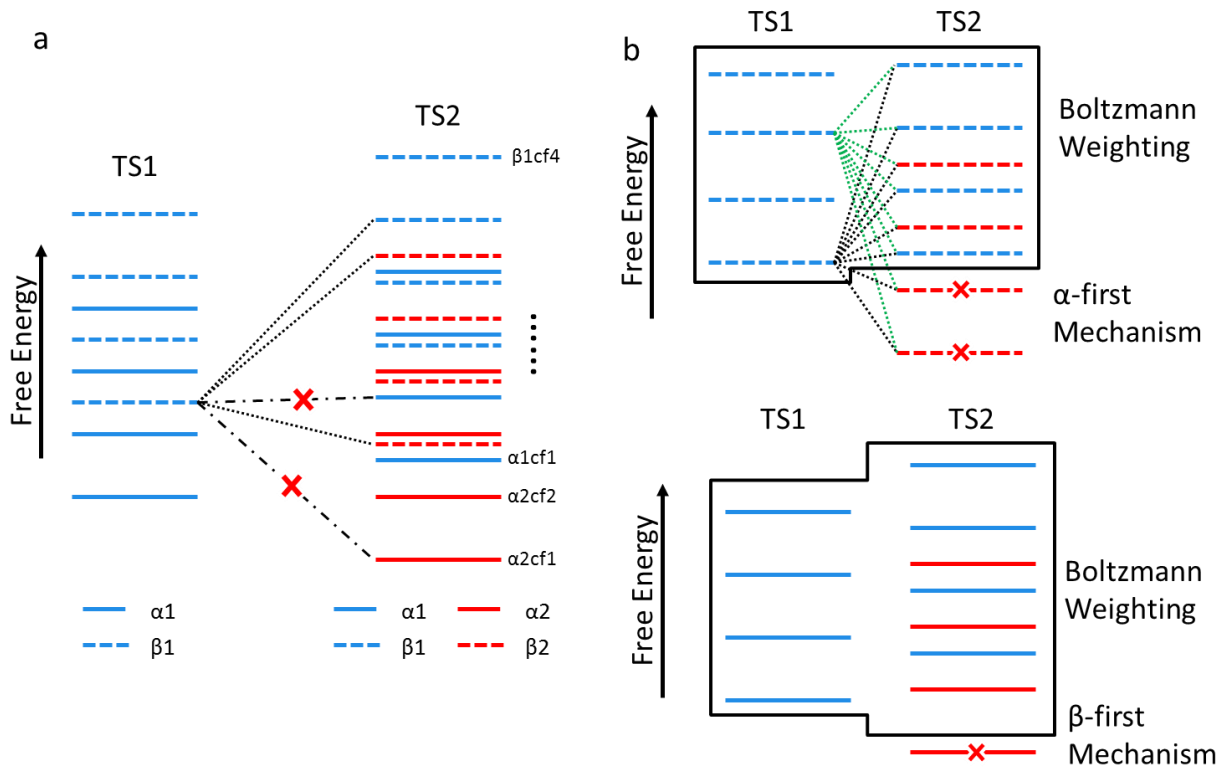 a
TS1
TS2
β1cf4
Free Energy
α1cf1
α2cf2
α2cf1
α1
β1
α1
α2
β1
β2
b
TS1
TS2
Free Energy
Boltzmann
Weighting
α-first
Mechanism
TS1
TS2
Free Energy
Boltzmann
Weighting
β-first
Mechanism